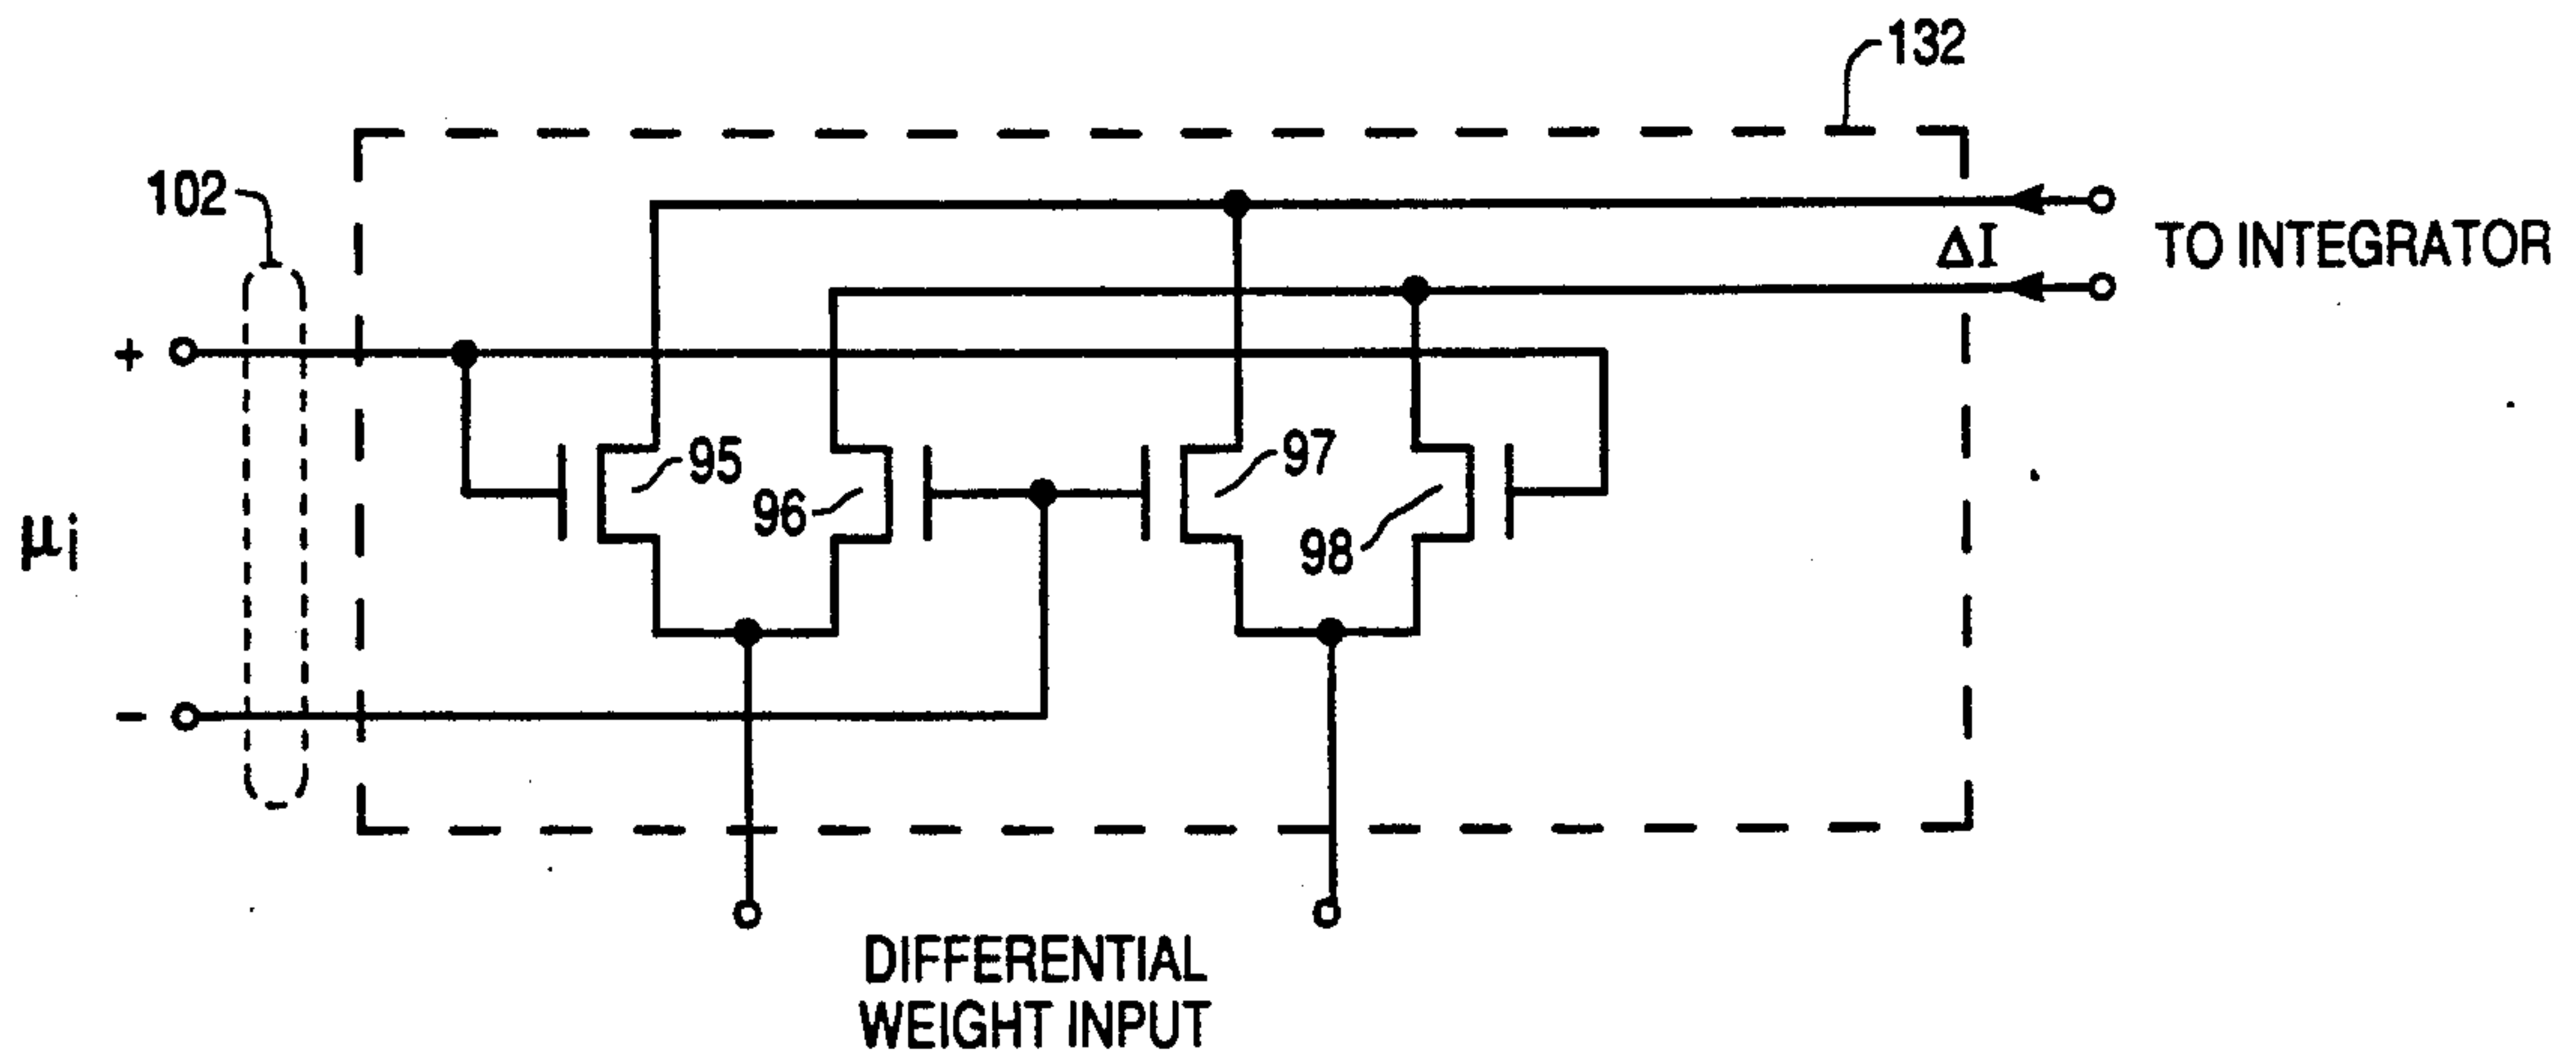 132
102
ΔI
TO INTEGRATOR
+
95
96
97
98
μi
-
DIFFERENTIAL
WEIGHT INPUT